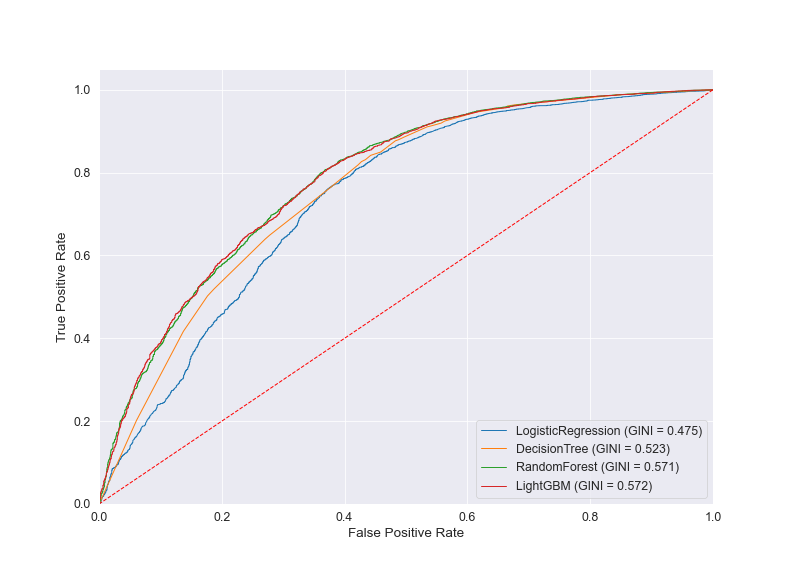 1.0
0.8
0.6
0.4
0.2
0.0
True Positive Rate
LogisticRegression (GINI = 0.475)
DecisionTree (GINI = 0.523)
RandomForest (GINI = 0.571)
LightGBM (GINI = 0.572)
0.0 0.2 0.4 0.6 0.8 1.0
False Positive Rate